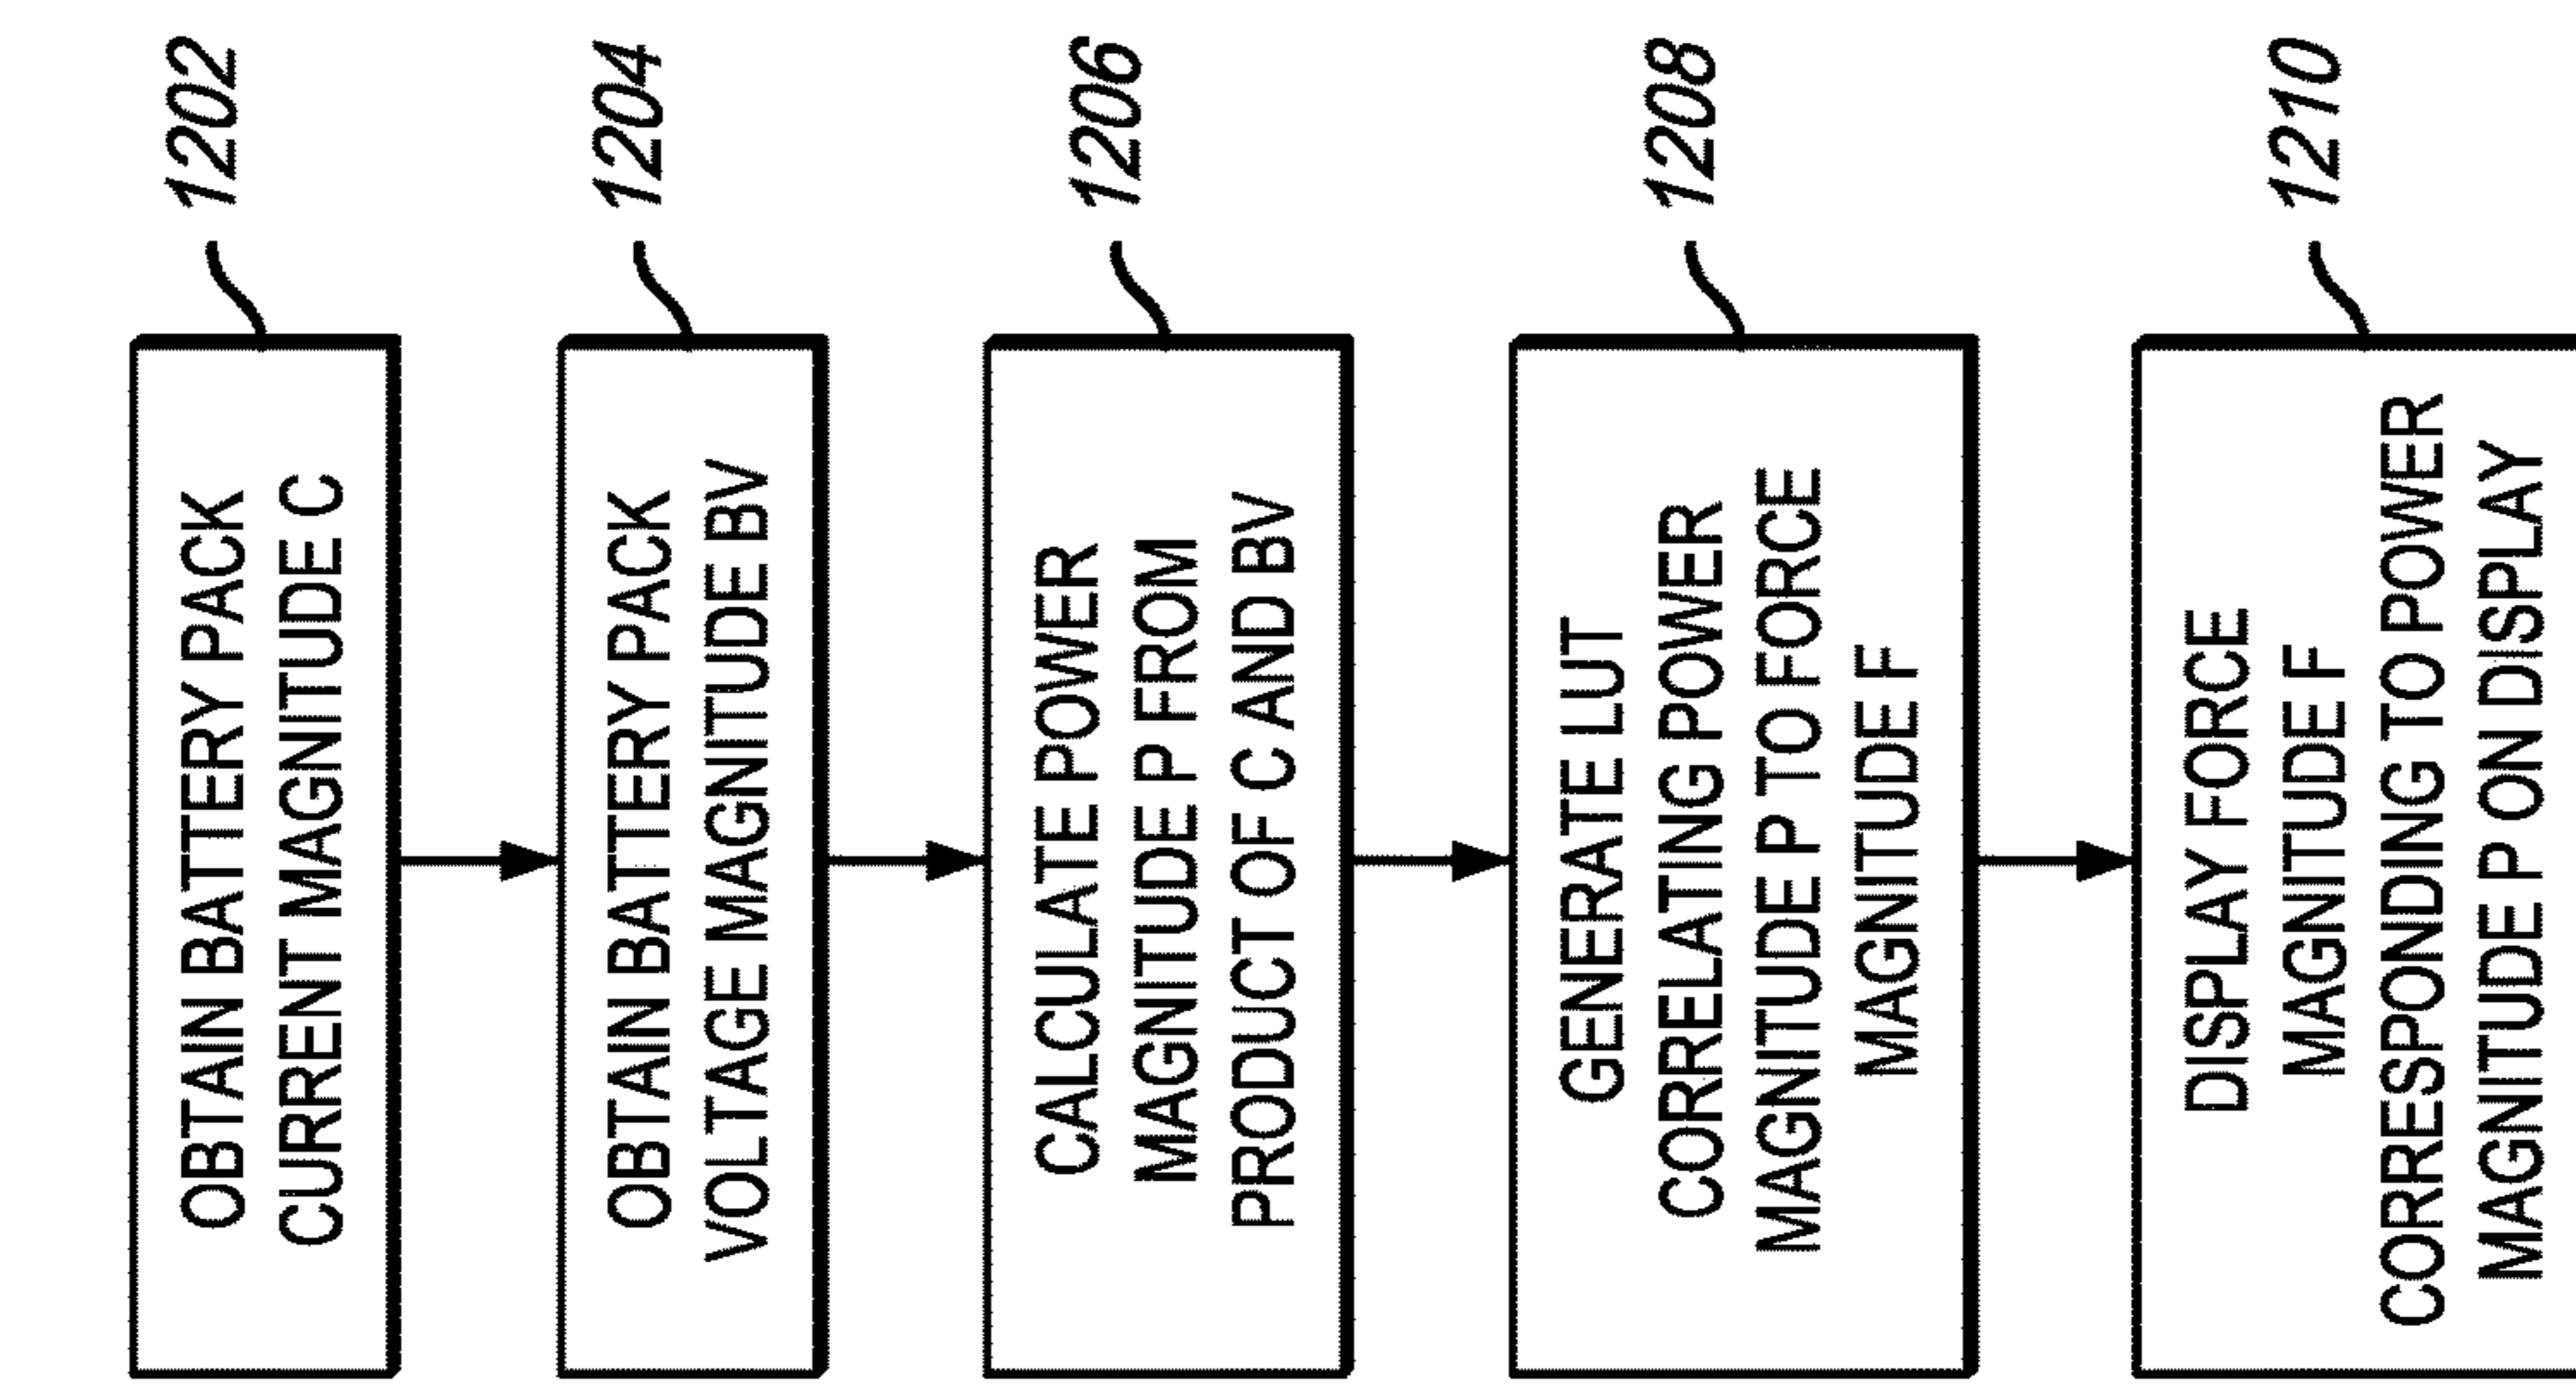 OBTAIN BATTERY PACK
CURRENT MAGNITUDE C
1202
OBTAIN BATTERY PACK
VOLTAGE MAGNITUDE BV
1204
CALCULATE POWER
MAGNITUDE P FROM
PRODUCT OF C AND BV
1206
GENERATE LUT
CORRELATING POWER
MAGNITUDE P TO FORCE
MAGNITUDE F
1208
DISPLAY FORCE
MAGNITUDE F
CORRESPONDING TO POWER
MAGNITUDE P ON DISPLAY
1210